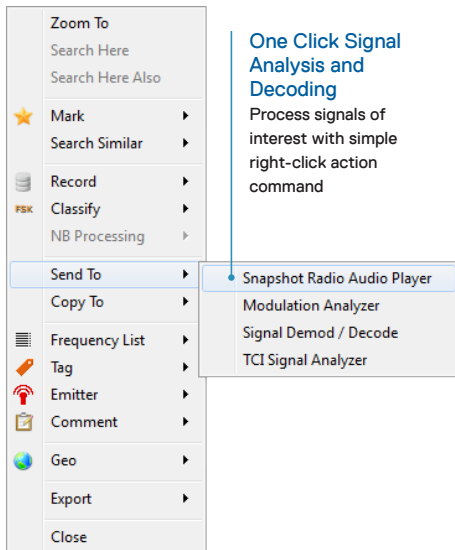 Zoom To
Search Here
Search Here Also
Mark
Search Similar
Record
FSK Classify
NB Processing
Send To
Copy To
Frequency List
Tag
Emitter
Comment
Geo
Export
Close
One Click Signal
Analysis and
Decoding
Process signals of
interest with simple
right-click action
command
Snapshot Radio Audio Player
Modulation Analyzer
Signal Demod / Decode
TCI Signal Analyzer